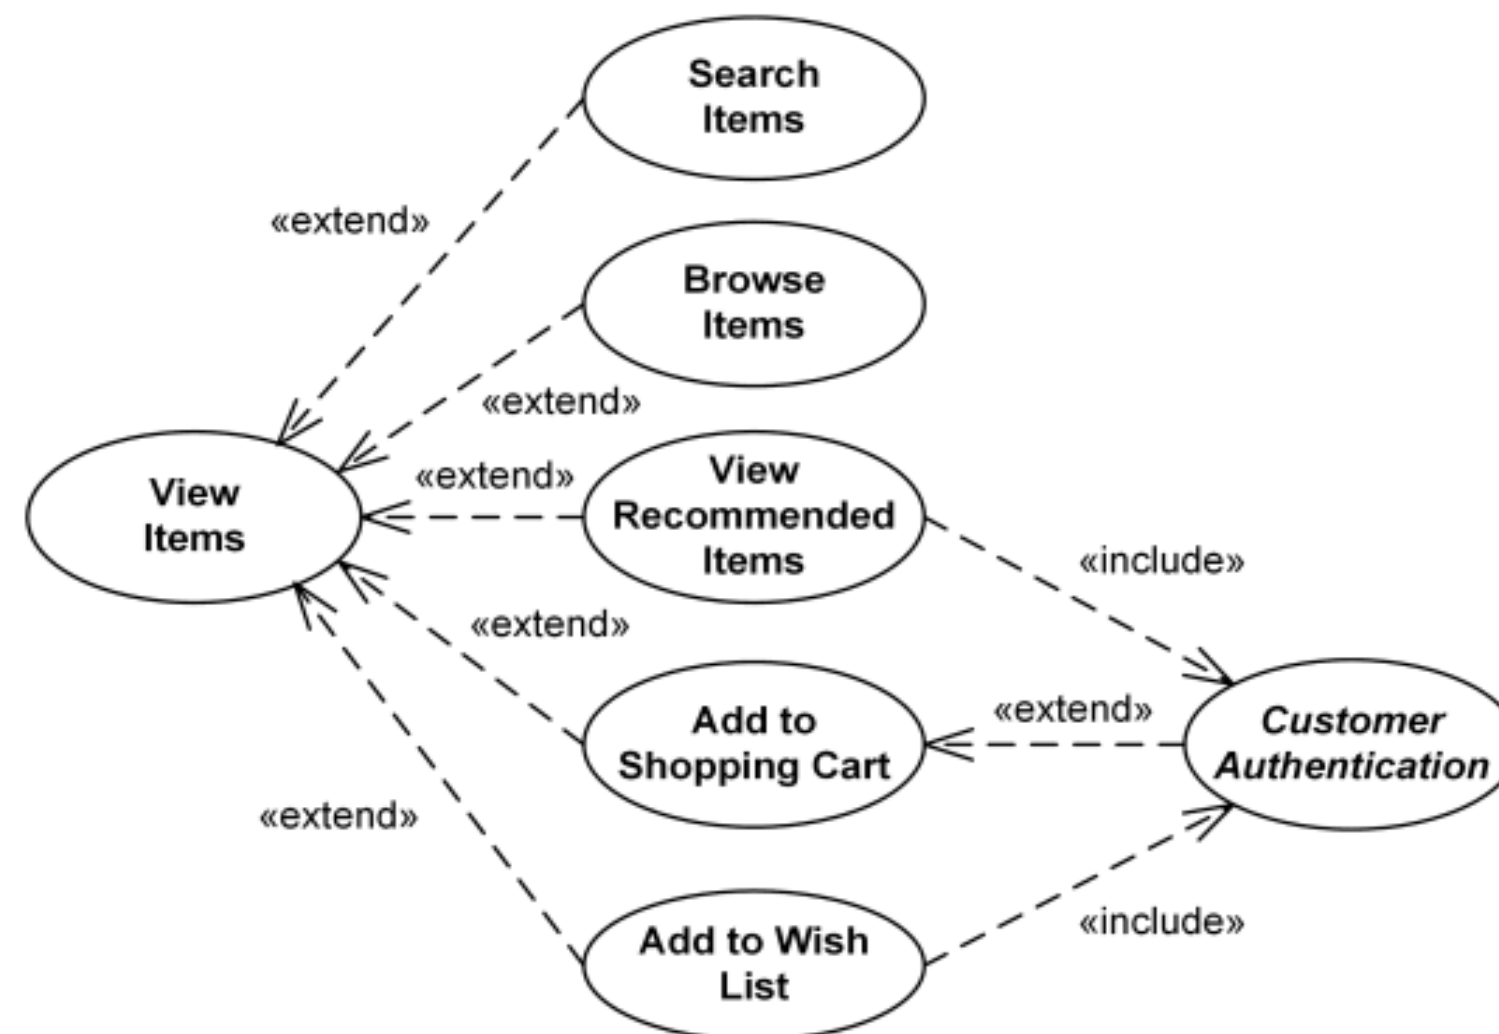 Search
Items
«extend»
Browse
Items
«extend»
View
Items
«extend»
View
Recommended
Items
«include»
«extend»
Add to
Shopping Cart
«extend»
Customer
Authentication
«extend»
Add to Wish
List
«include»